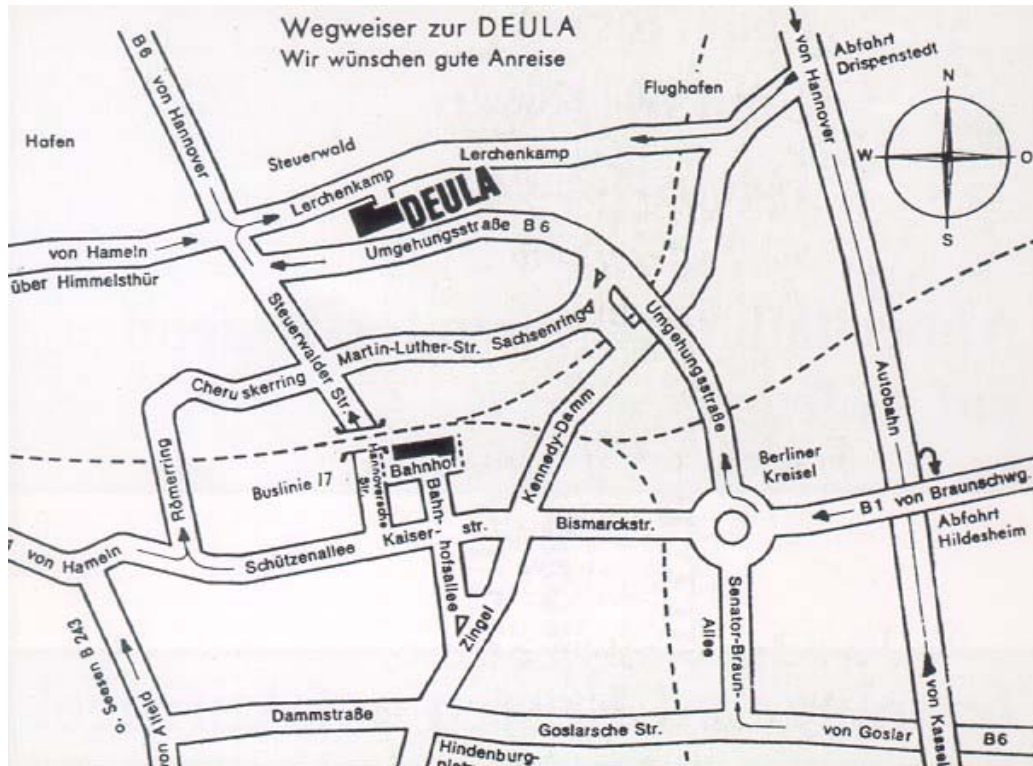 Wegweiser zur DEULA
Wir wünschen gute Anreise
B6 von Hannover
von Hannover
Abfahrt
Drispenstedt
Flughafen
N
W
O
S
Hafen
Steuerwald
Lerchenkamp
Lerchenkamp
DEULA
Umgehungsstraße B 6
von Hameln
über Himmelsthür
Steuerwalder Str.
Martin-Luther-Str. Sachsenring
Umgehungsstraße
Cheruskerring
Autobahn
Kennedy-Damm
Römerring
Buslinie 17
Bahnhof
Hannoversche
Str.
Bahn-
hofsallee
Berliner
Kreisel
B1 von Braunschwg.
Abfahrt
Hildesheim
von Hameln
Schützenallee
Kaiser
str.
Bismarckstr.
Zingel
Senator-Braun-
Allee
o. Seesen B 243
von Alfeld
Dammstraße
Goslarsche Str.
von Goslar
B6
von Kassel
Hindenburg-